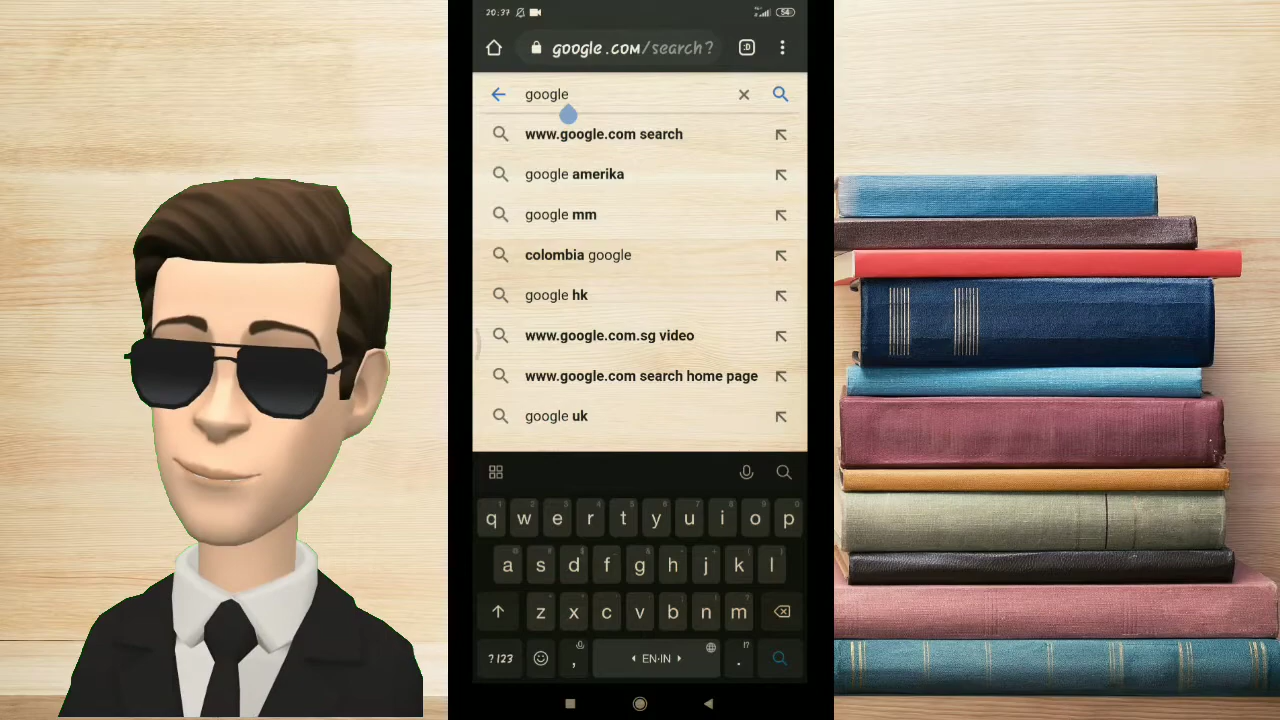 20:37
54
google.com/search?
:D
google
www.google.com search
google amerika
google mm
colombia google
google hk
www.google.com.sg video
www.google.com search home page
google uk
q w e r t y u i o p
a s d f g h j k l
z x c v b n m
?123 , EN-IN . !?